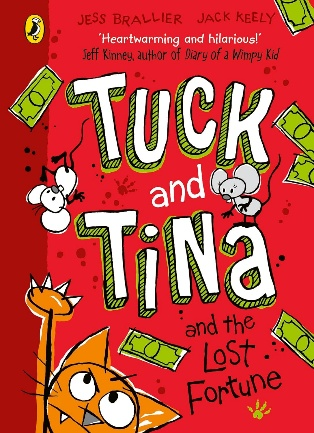 JESS BRALLIER JACK KEELY
'Heartwarming and hilarious!'
Jeff Kinney, author of Diary of a Wimpy Kid
TUCK
and
TiNa
and the
LoSt
FoRtune